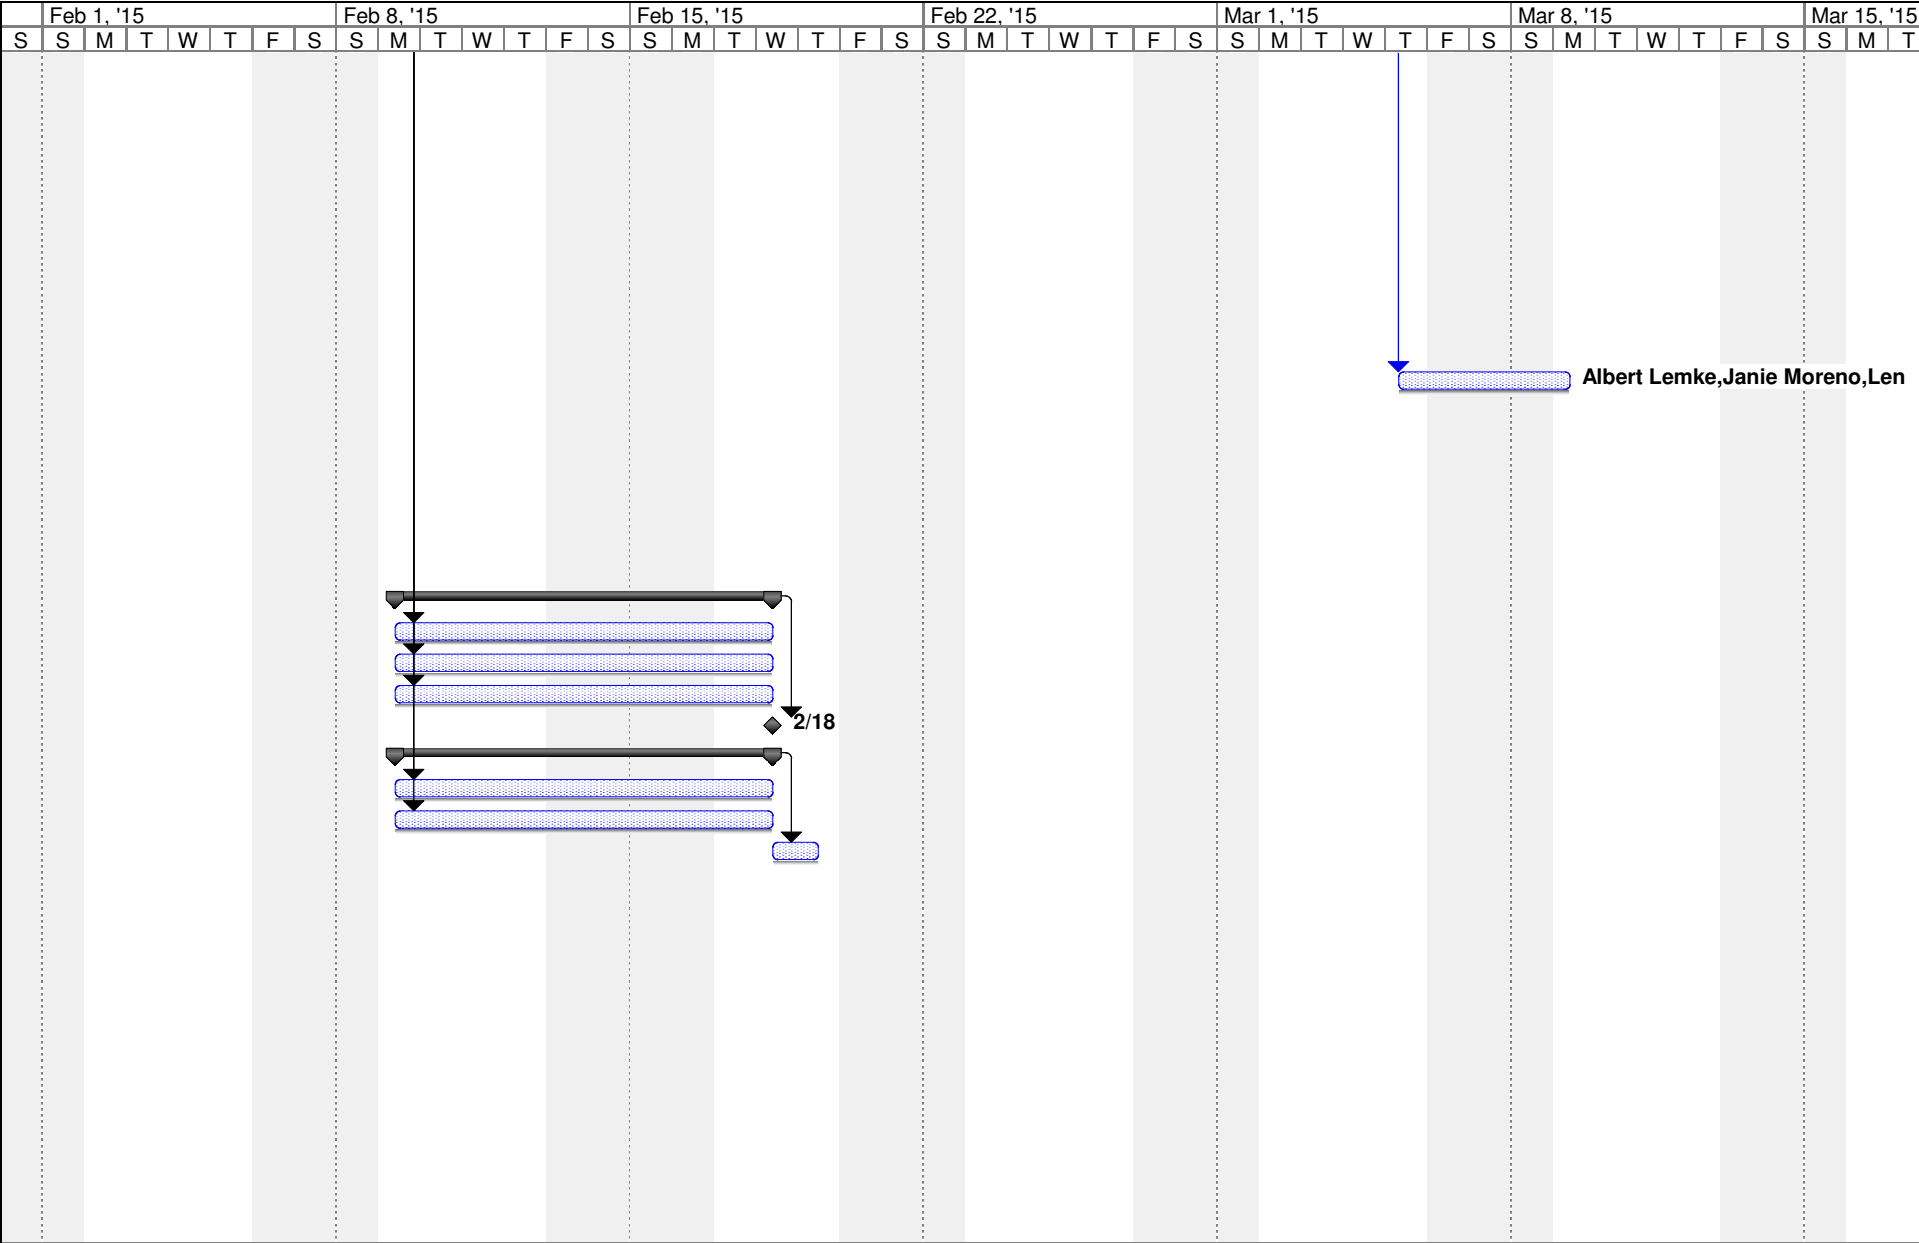 Feb 1, '15 Feb 8, '15 Feb 15, '15 Feb 22, '15 Mar 1, '15 Mar 8, '15 Mar 15, '15
S S M T W T F S S M T W T F S S M T W T F S S M T W T F S S M T W T F S S M T W T F S S M T
Albert Lemke,Janie Moreno,Len
2/18